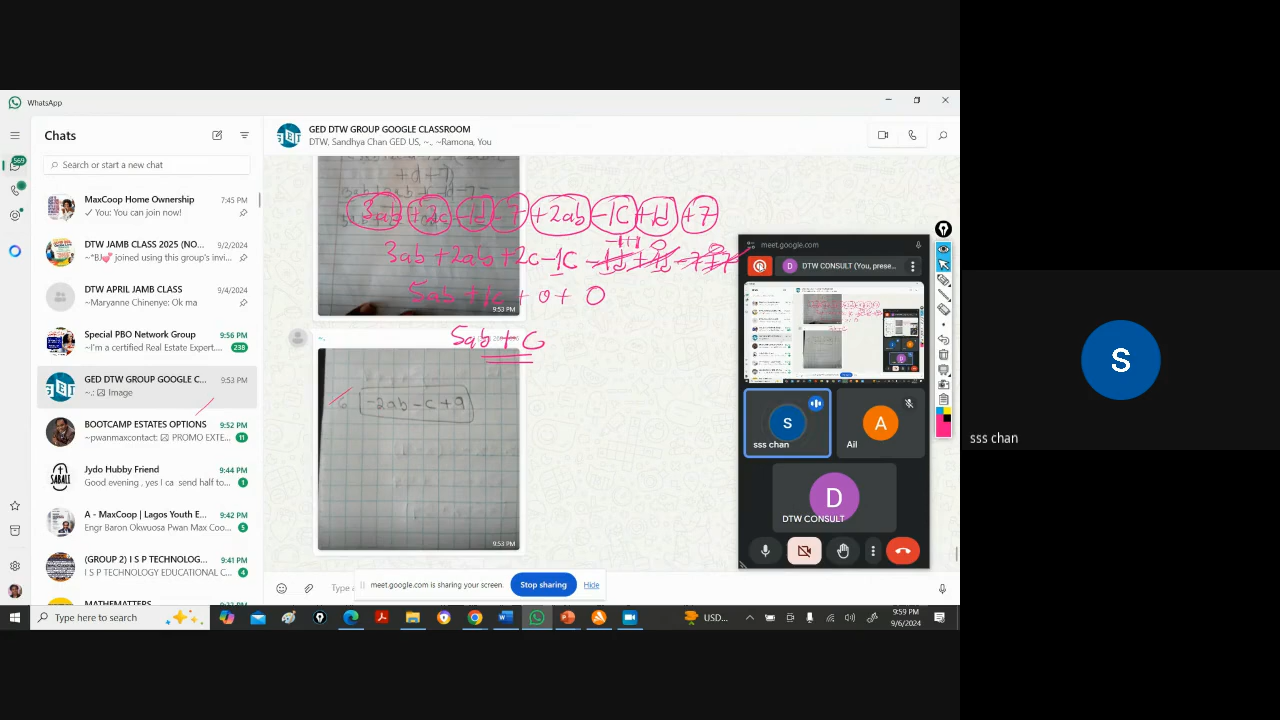 WhatsApp
Chats
Search or start a new chat
569
MaxCoop Home Ownership
7:45 PM
You: You can join now!
DTW JAMB CLASS 2025 (NO...
9/2/2024
~*BJ joined using this group's invi...
DTW APRIL JAMB CLASS
9/4/2024
~Maryanne Chinenye: Ok ma
Special PBO Network Group
9:56 PM
I'm a certified Real Estate Expert....
238
GED DTW GROUP GOOGLE C...
9:53 PM
~.: Image
BOOCAMP ESTATES OPTIONS
9:52 PM
~pwanmaxcontact: PROMO EXTE...
11
Jydo Hubby Friend
9:44 PM
Good evening , yes I ca send half to...
1
A - MaxCoop | Lagos Youth E...
9:42 PM
Engr Baron Okwuosa Pwan Max Coo...
5
(GROUP 2) I S P TECHNOLOG...
9:41 PM
I S P TECHNOLOGY EDUCATIONAL C...
4
MATHEMATTERS
GED DTW GROUP GOOGLE CLASSROOM
DTW, Sandhya Chan GED US, ~., ~Ramona, You
+d +7
3ab +2c -1d -7 +2ab -1c +1d +7
3ab +2ab +2c -1c -1d +1d -7 +7
5ab +1c + 0 + 0
9:53 PM
5ab + C
6 -2ab - c + 9
9:53 PM
meet.google.com is sharing your screen.
Stop sharing
Hide
meet.google.com
D
DTW CONSULT (You, prese...
S
sss chan
A
Ail
D
DTW CONSULT
S
sss chan
Type here to search
USD...
9:59 PM
9/6/2024